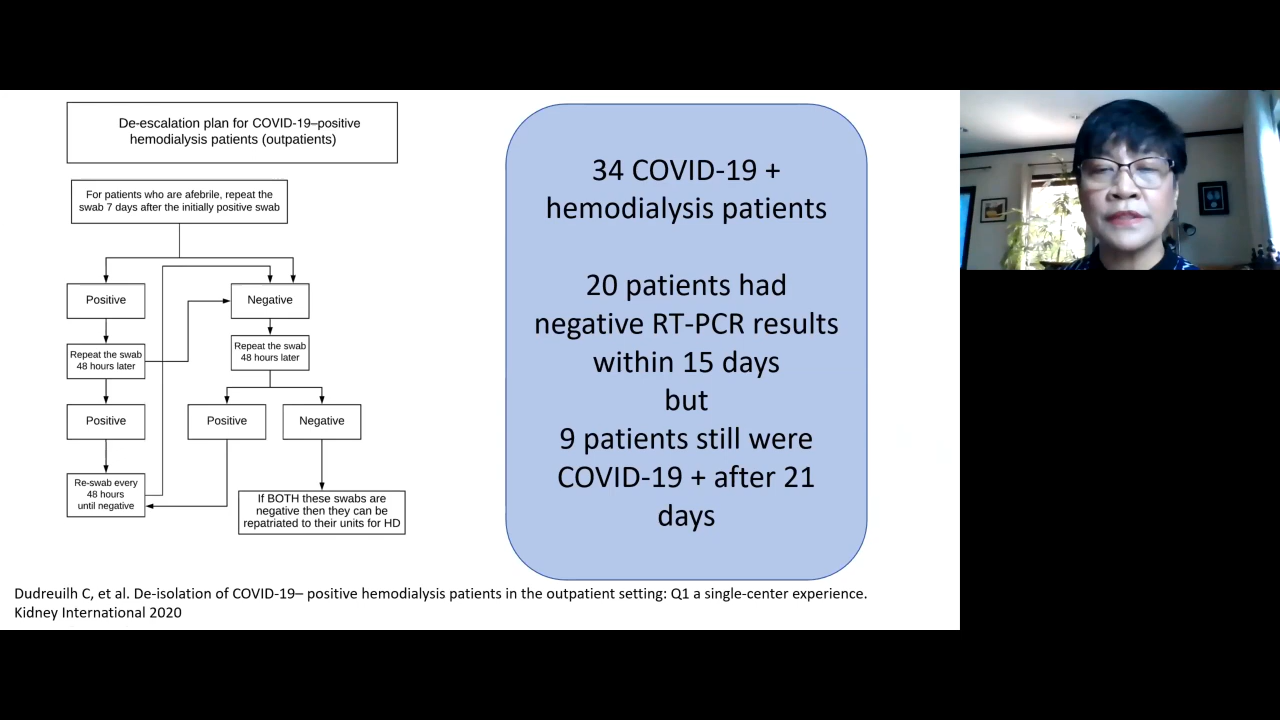 De-escalation plan for COVID-19–positive
hemodialysis patients (outpatients)
For patients who are afebrile, repeat the
swab 7 days after the initially positive swab
Positive
Negative
Repeat the swab
48 hours later
Repeat the swab
48 hours later
Positive
Positive
Negative
Re-swab every
48 hours
until negative
If BOTH these swabs are
negative then they can be
repatriated to their units for HD
34 COVID-19 +
hemodialysis patients
20 patients had
negative RT-PCR results
within 15 days
but
9 patients still were
COVID-19 + after 21
days
Dudreuilh C, et al. De-isolation of COVID-19– positive hemodialysis patients in the outpatient setting: Q1 a single-center experience.
Kidney International 2020